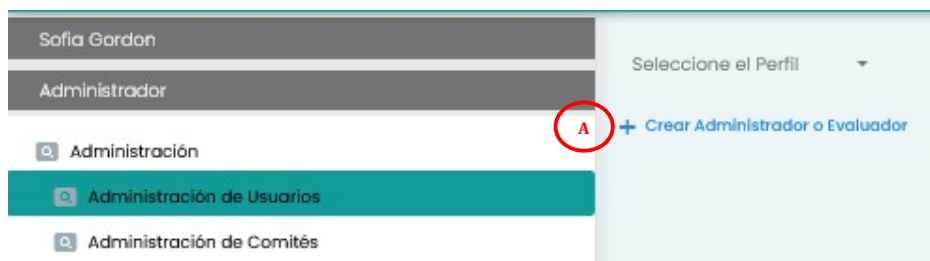 Sofia Gordon
Administrador
Administración
Administración de Usuarios
Administración de Comités
Seleccione el Perfil
A
+ Crear Administrador o Evaluador